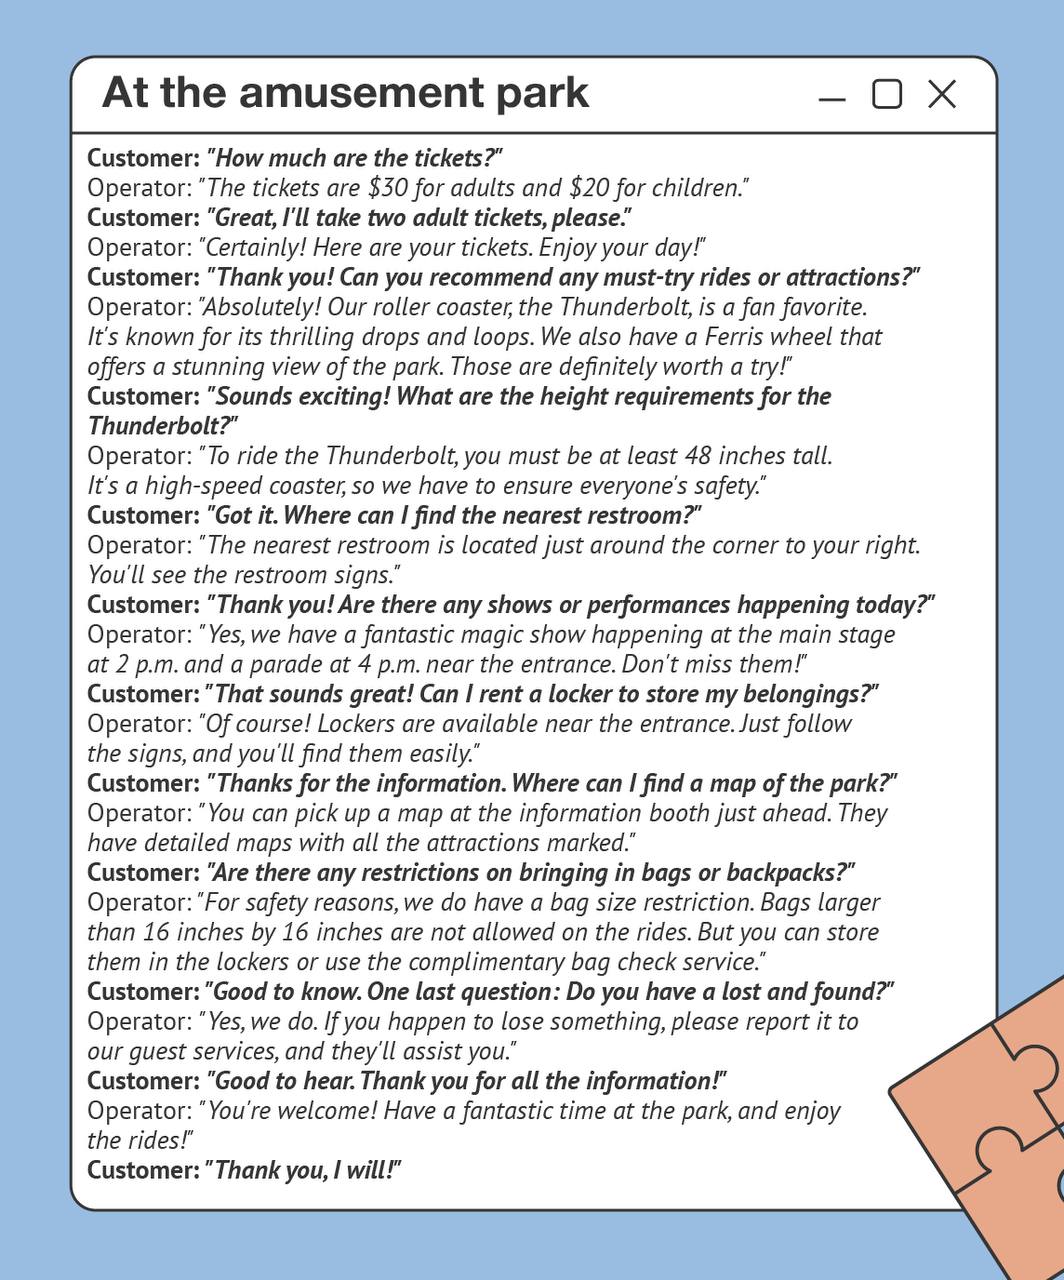 At the amusement park
Customer: "How much are the tickets?"
Operator: "The tickets are $30 for adults and $20 for children."
Customer: "Great, I'll take two adult tickets, please."
Operator: "Certainly! Here are your tickets. Enjoy your day!"
Customer: "Thank you! Can you recommend any must-try rides or attractions?"
Operator: "Absolutely! Our roller coaster, the Thunderbolt, is a fan favorite.
It's known for its thrilling drops and loops. We also have a Ferris wheel that
offers a stunning view of the park. Those are definitely worth a try!"
Customer: "Sounds exciting! What are the height requirements for the
Thunderbolt?"
Operator: "To ride the Thunderbolt, you must be at least 48 inches tall.
It's a high-speed coaster, so we have to ensure everyone's safety."
Customer: "Got it. Where can I find the nearest restroom?"
Operator: "The nearest restroom is located just around the corner to your right.
You'll see the restroom signs."
Customer: "Thank you! Are there any shows or performances happening today?"
Operator: "Yes, we have a fantastic magic show happening at the main stage
at 2 p.m. and a parade at 4 p.m. near the entrance. Don't miss them!"
Customer: "That sounds great! Can I rent a locker to store my belongings?"
Operator: "Of course! Lockers are available near the entrance. Just follow
the signs, and you'll find them easily."
Customer: "Thanks for the information. Where can I find a map of the park?"
Operator: "You can pick up a map at the information booth just ahead. They
have detailed maps with all the attractions marked."
Customer: "Are there any restrictions on bringing in bags or backpacks?"
Operator: "For safety reasons, we do have a bag size restriction. Bags larger
than 16 inches by 16 inches are not allowed on the rides. But you can store
them in the lockers or use the complimentary bag check service."
Customer: "Good to know. One last question: Do you have a lost and found?"
Operator: "Yes, we do. If you happen to lose something, please report it to
our guest services, and they'll assist you."
Customer: "Good to hear. Thank you for all the information!"
Operator: "You're welcome! Have a fantastic time at the park, and enjoy
the rides!"
Customer: "Thank you, I will!"